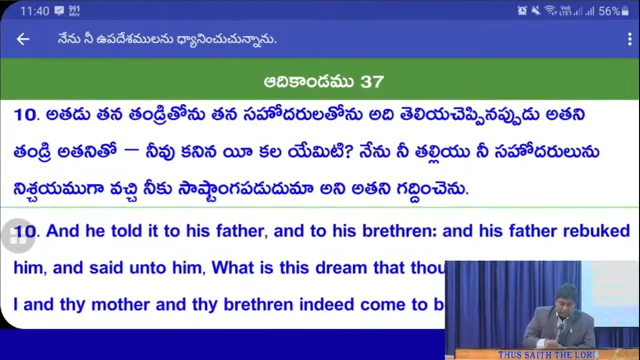 11:40
991
56%
నేను నీ ఉపదేశములను ధ్యానించుచున్నాను.
ఆదికాండము 37
10. అతడు తన తండ్రితోను తన సహోదరులతోను అది తెలియచెప్పినప్పుడు అతని
తండ్రి అతనితో – నీవు కనిన యీ కల యేమిటి? నేను నీ తల్లియు నీ సహోదరులును
నిశ్చయముగా వచ్చి నీకు సాష్టాంగపడుదుమా అని అతని గద్దించెను.
10. And he told it to his father, and to his brethren: and his father rebuked
him, and said unto him, What is this dream that
I and thy mother and thy brethren indeed come to
THUS SAITH THE